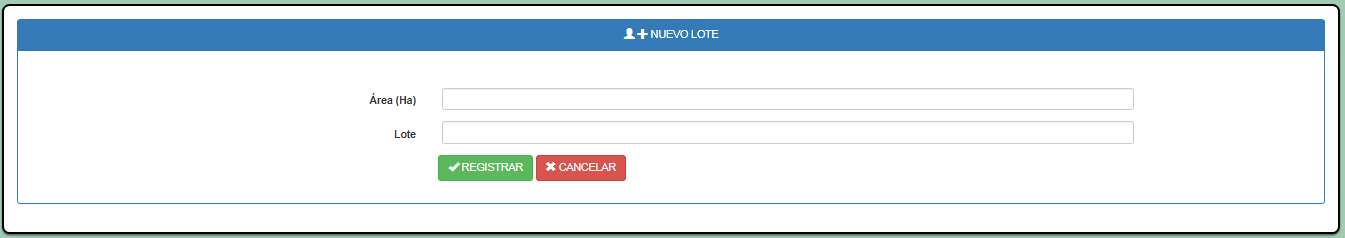 NUEVO LOTE
Área (Ha)
Lote
REGISTRAR CANCELAR